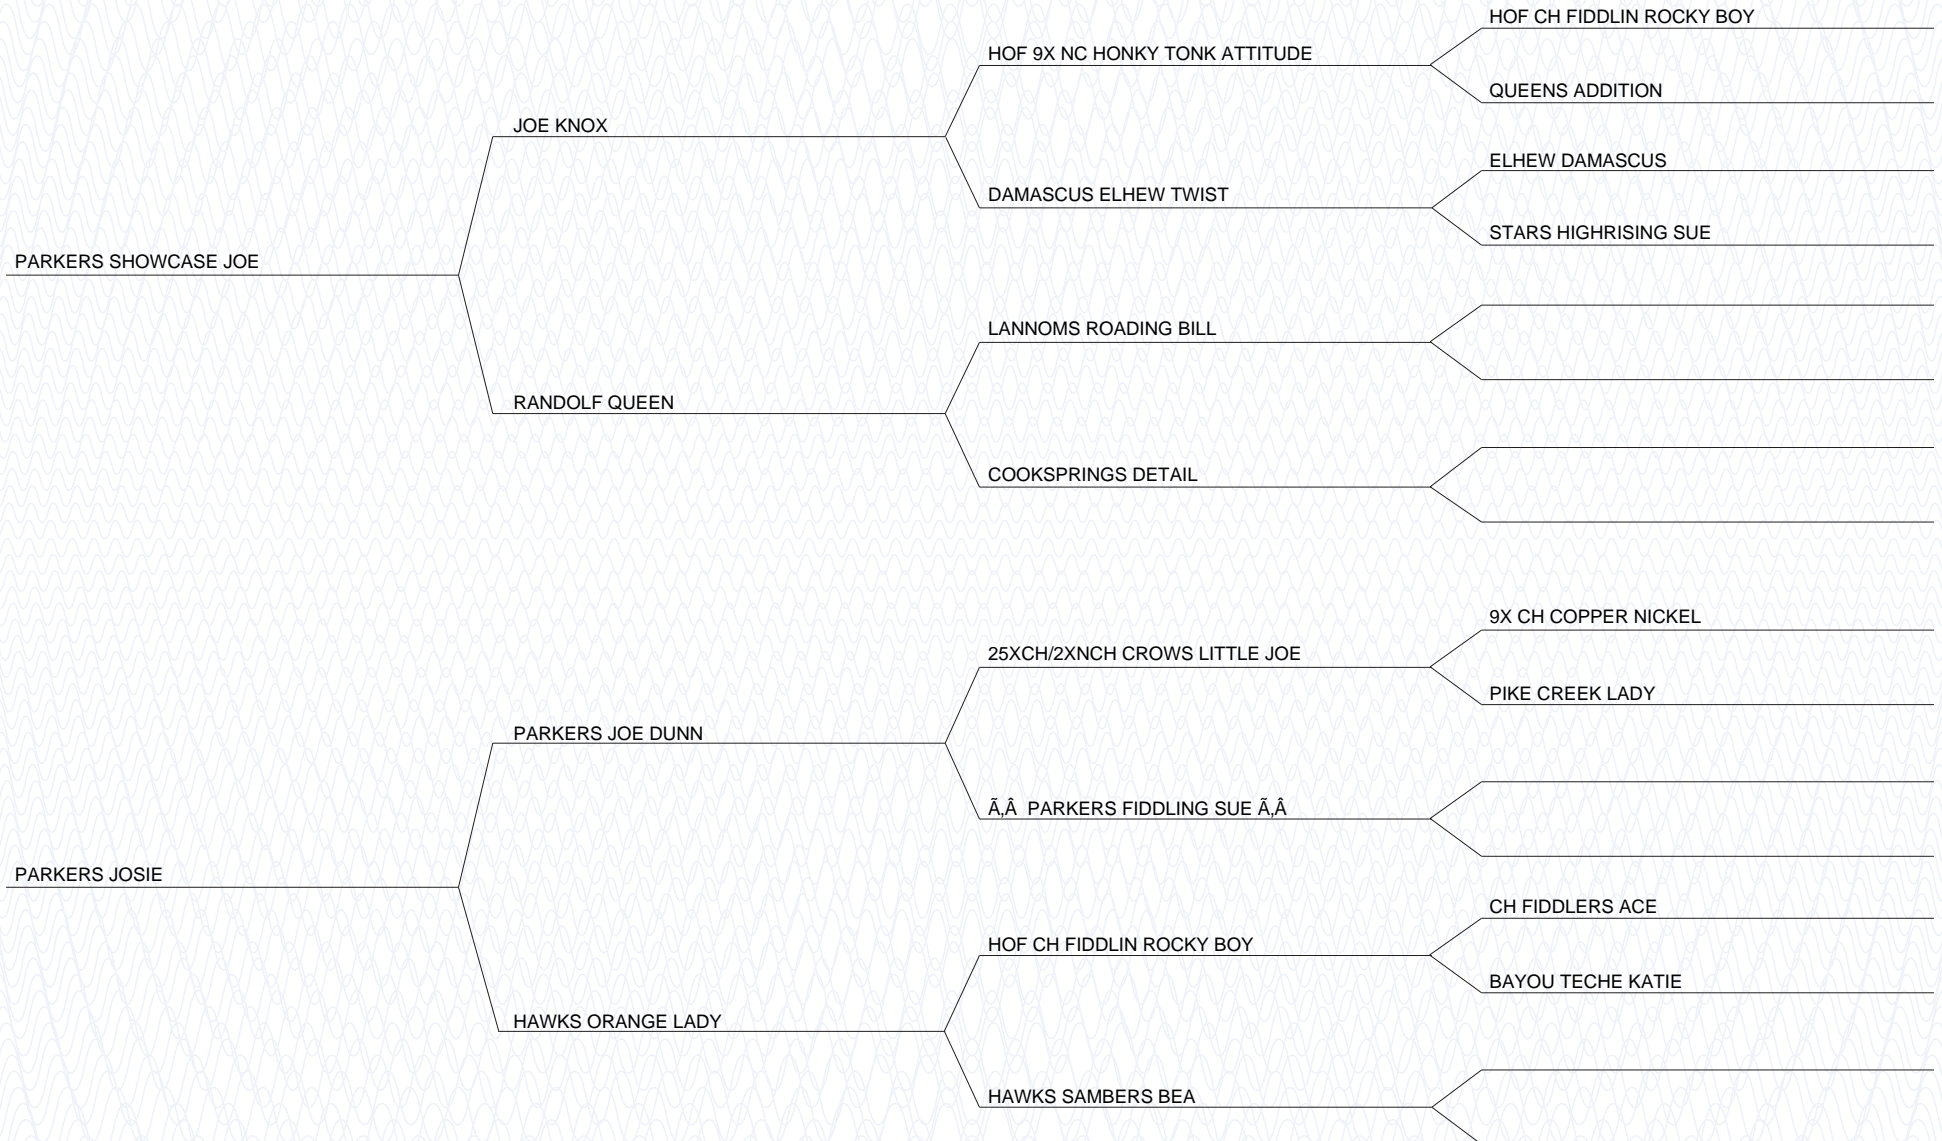 HOF CH FIDDLIN ROCKY BOY
HOF 9X NC HONKY TONK ATTITUDE
QUEENS ADDITION
JOE KNOX
ELHEW DAMASCUS
DAMASCUS ELHEW TWIST
STARS HIGHRISING SUE
PARKERS SHOWCASE JOE
LANNOMS ROADING BILL
RANDOLF QUEEN
COOKSPRINGS DETAIL
9X CH COPPER NICKEL
25XCH/2XNCH CROWS LITTLE JOE
PIKE CREEK LADY
PARKERS JOE DUNN
Ã‚Â PARKERS FIDDLING SUE Ã‚Â
PARKERS JOSIE
CH FIDDLERS ACE
HOF CH FIDDLIN ROCKY BOY
BAYOU TECHE KATIE
HAWKS ORANGE LADY
HAWKS SAMBERS BEA